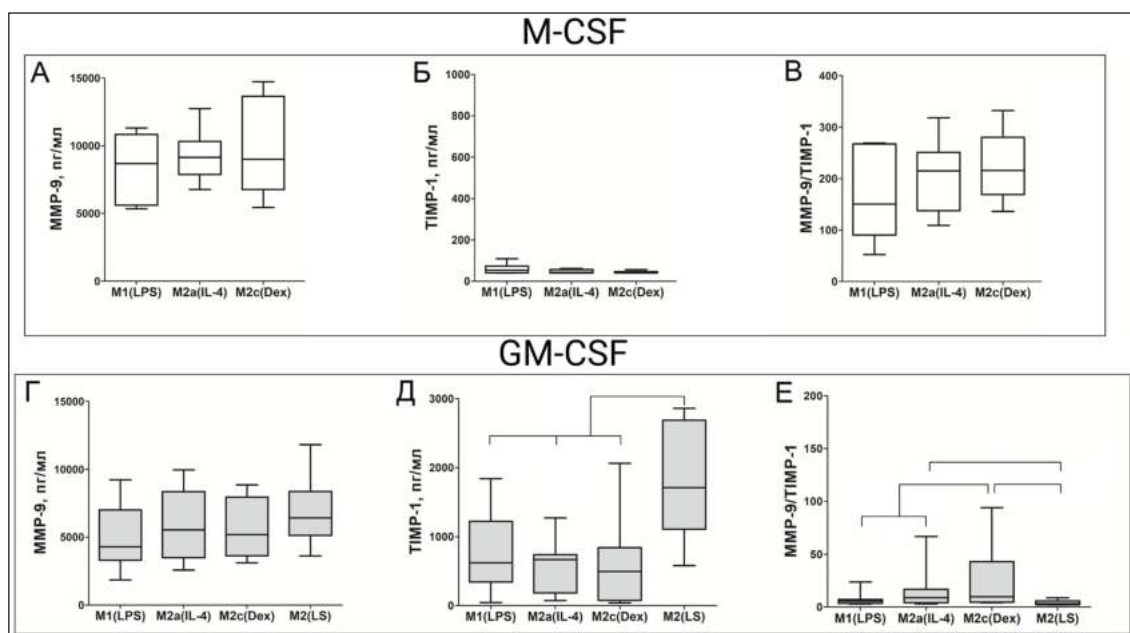 M-CSF
А
MMP-9, пг/мл
15000
10000
5000
0
M1(LPS) M2a(IL-4) M2c(Dex)
Б
TIMP-1, пг/мл
1000
800
600
400
200
0
M1(LPS) M2a(IL-4) M2c(Dex)
В
MMP-9/TIMP-1
400
300
200
100
0
M1(LPS) M2a(IL-4) M2c(Dex)
GM-CSF
Г
MMP-9, пг/мл
15000
10000
5000
0
M1(LPS) M2a(IL-4) M2c(Dex) M2(LS)
Д
TIMP-1, пг/мл
3000
2000
1000
0
M1(LPS) M2a(IL-4) M2c(Dex) M2(LS)
Е
MMP-9/TIMP-1
200
150
100
50
0
M1(LPS) M2a(IL-4) M2c(Dex) M2(LS)